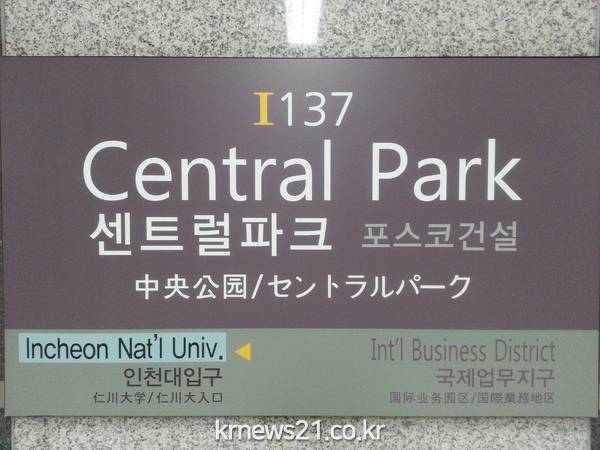 I137
Central Park
센트럴파크 포스코건설
中央公园/セントラルパーク
Incheon Nat'l Univ.
인천대입구
仁川大学/仁川大入口
Int'l Business District
국제업무지구
国际业务园区/国際業務地区
krnews21.co.kr